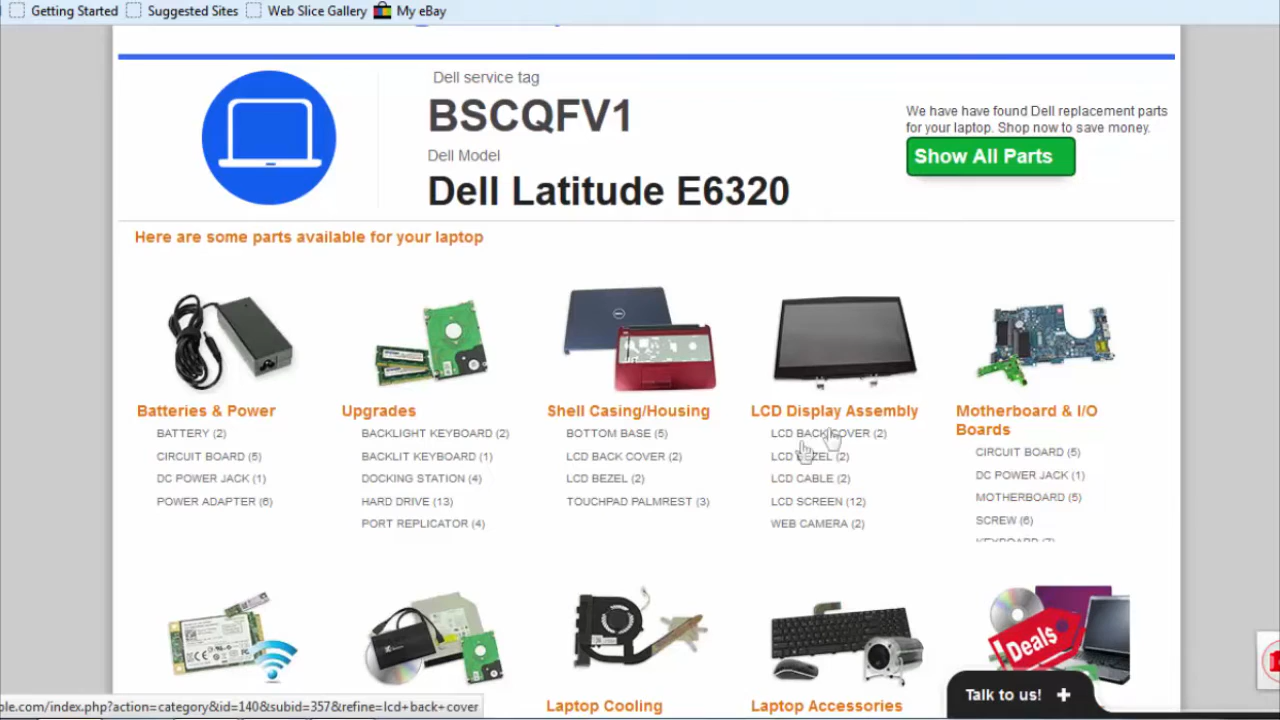 Getting Started Suggested Sites Web Slice Gallery My eBay
Dell service tag
BSCQFV1
Dell Model
Dell Latitude E6320
We have have found Dell replacement parts
for your laptop. Shop now to save money.
Show All Parts
Here are some parts available for your laptop
Batteries & Power
BATTERY (2)
CIRCUIT BOARD (5)
DC POWER JACK (1)
POWER ADAPTER (6)
Upgrades
BACKLIGHT KEYBOARD (2)
BACKLIT KEYBOARD (1)
DOCKING STATION (4)
HARD DRIVE (13)
PORT REPLICATOR (4)
Shell Casing/Housing
BOTTOM BASE (5)
LCD BACK COVER (2)
LCD BEZEL (2)
TOUCHPAD PALMREST (3)
LCD Display Assembly
LCD BACK COVER (2)
LCD BEZEL (2)
LCD CABLE (2)
LCD SCREEN (12)
WEB CAMERA (2)
Motherboard & I/O
Boards
CIRCUIT BOARD (5)
DC POWER JACK (1)
MOTHERBOARD (5)
SCREW (6)
Deals
Laptop Cooling
Laptop Accessories
Talk to us! +
ple.com/index.php?action=category&id=140&subid=357&refine=lcd+back+cover